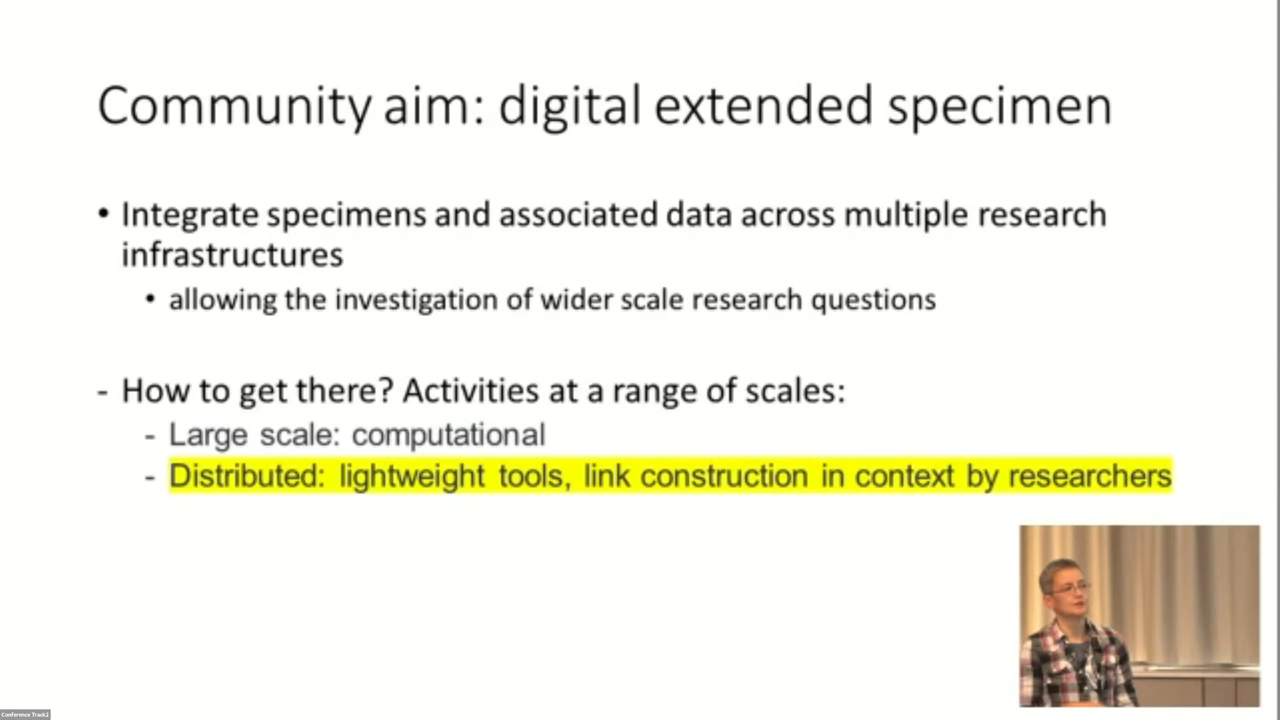 Community aim: digital extended specimen
• Integrate specimens and associated data across multiple research
infrastructures
• allowing the investigation of wider scale research questions
- How to get there? Activities at a range of scales:
- Large scale: computational
- Distributed: lightweight tools, link construction in context by researchers
Conference Track2